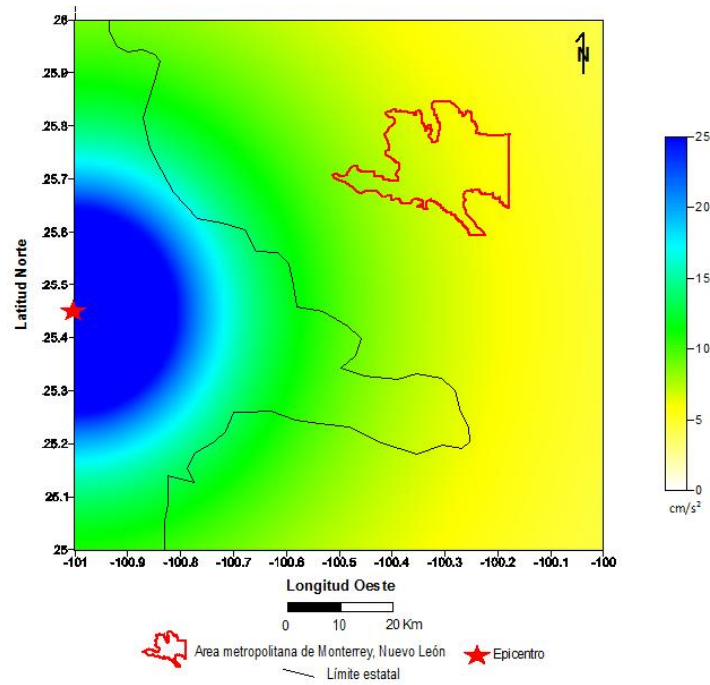 N
26
25.9
25.8
25.7
25.6
25.5
25.4
25.3
25.2
25.1
25
Latitud Norte
-101 -100.9 -100.8 -100.7 -100.6 -100.5 -100.4 -100.3 -100.2 -100.1 -100
Longitud Oeste
25
20
15
10
5
0
cm/s²
0 10 20 Km
Area metropolitana de Monterrey, Nuevo León Epicentro
Límite estatal